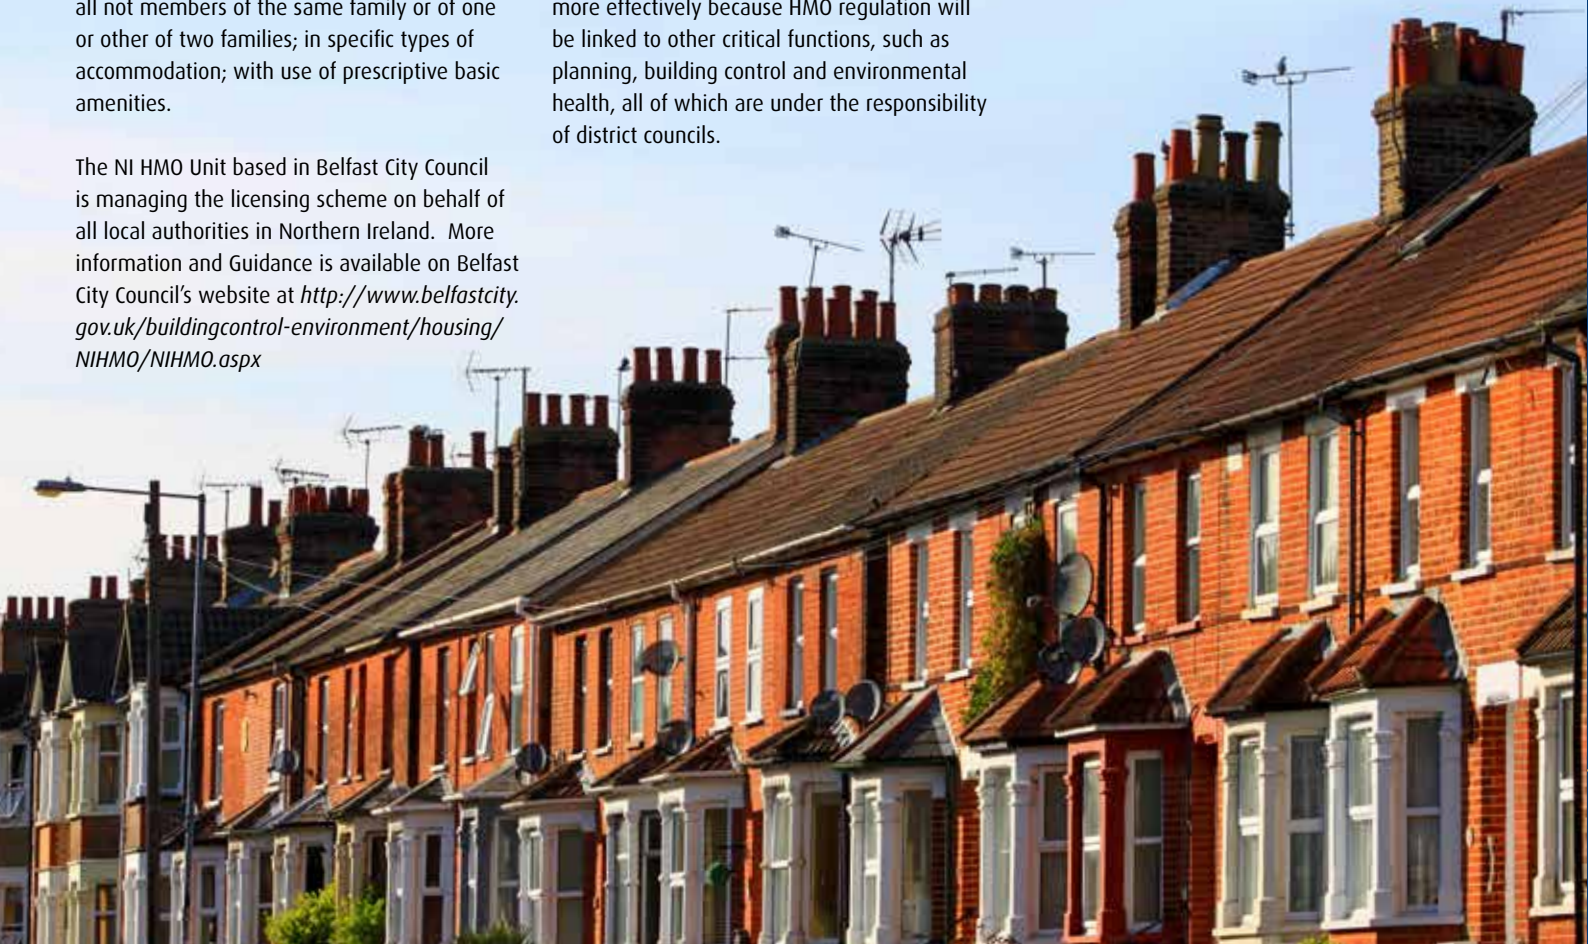 all not members of the same family or of one
or other of two families; in specific types of
accommodation; with use of prescriptive basic
amenities.
The NI HMO Unit based in Belfast City Council
is managing the licensing scheme on behalf of
all local authorities in Northern Ireland.  More
information and Guidance is available on Belfast
City Council’s website at http://www.belfastcity.
gov.uk/buildingcontrol-environment/housing/
NIHMO/NIHMO.aspx
more effectively because HMO regulation will
be linked to other critical functions, such as
planning, building control and environmental
health, all of which are under the responsibility
of district councils.